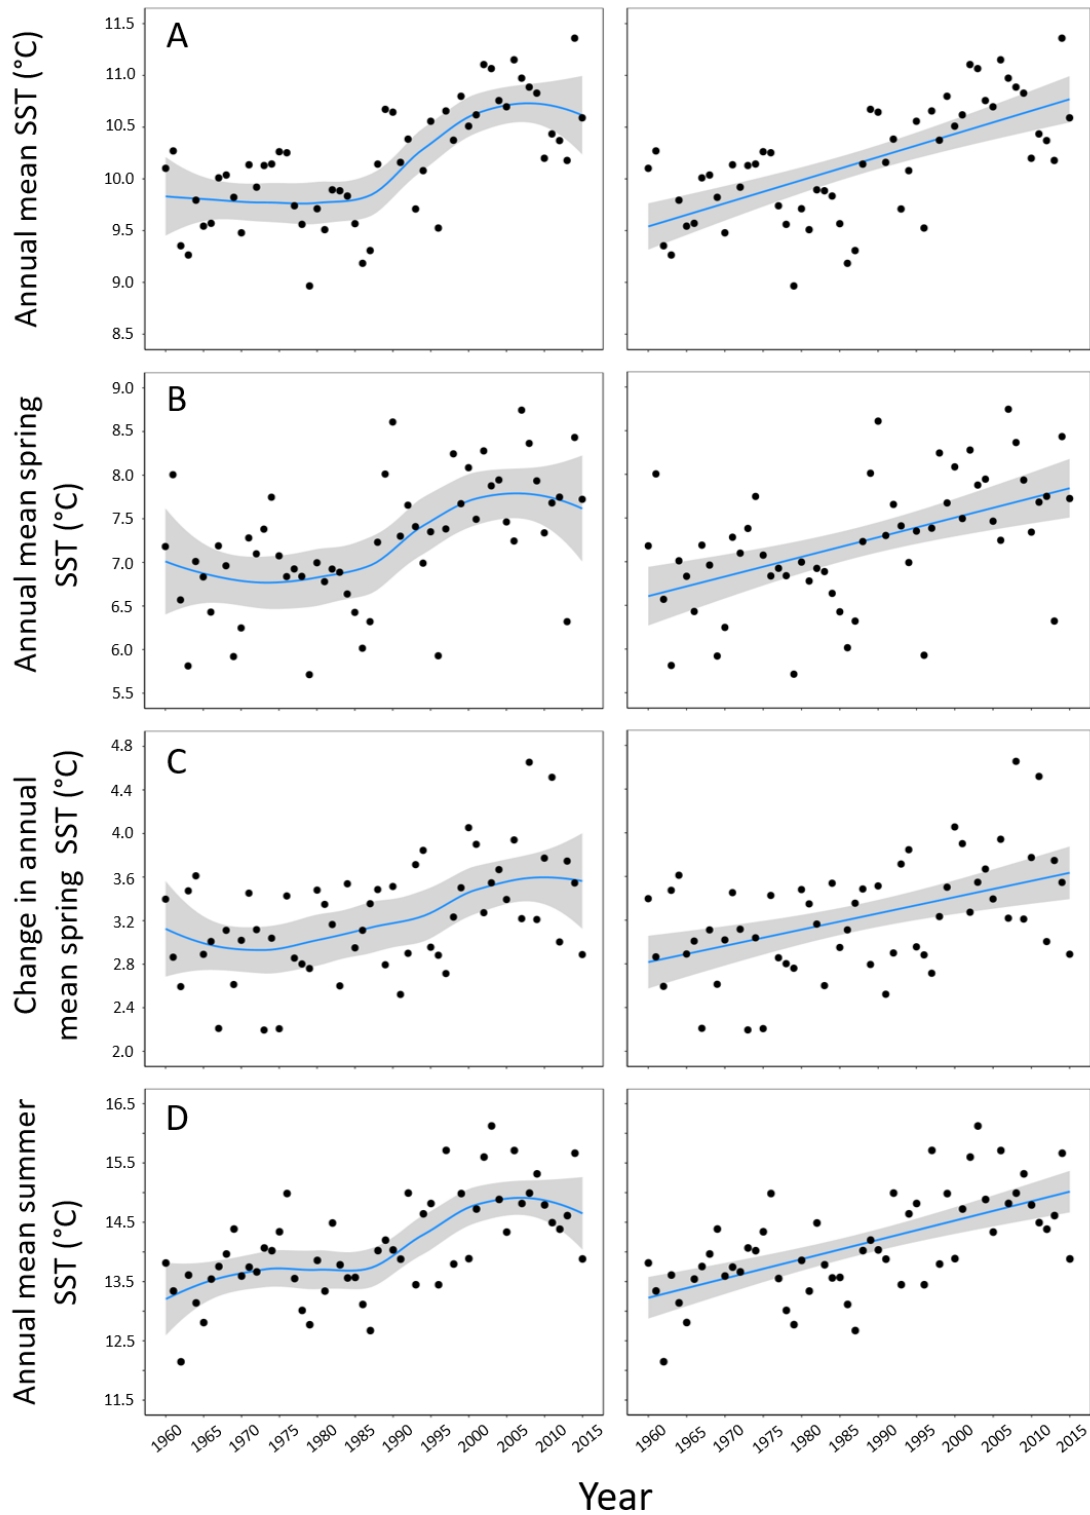 Annual mean SST (°C)
A
11.5
11.0
10.5
10.0
9.5
9.0
8.5
Annual mean spring
SST (°C)
B
9.0
8.5
8.0
7.5
7.0
6.5
6.0
5.5
Change in annual
mean spring SST (°C)
C
4.8
4.4
4.0
3.6
3.2
2.8
2.4
2.0
Annual mean summer
SST (°C)
D
16.5
15.5
14.5
13.5
12.5
11.5
1960 1965 1970 1975 1980 1985 1990 1995 2000 2005 2010 2015
1960 1965 1970 1975 1980 1985 1990 1995 2000 2005 2010 2015
Year